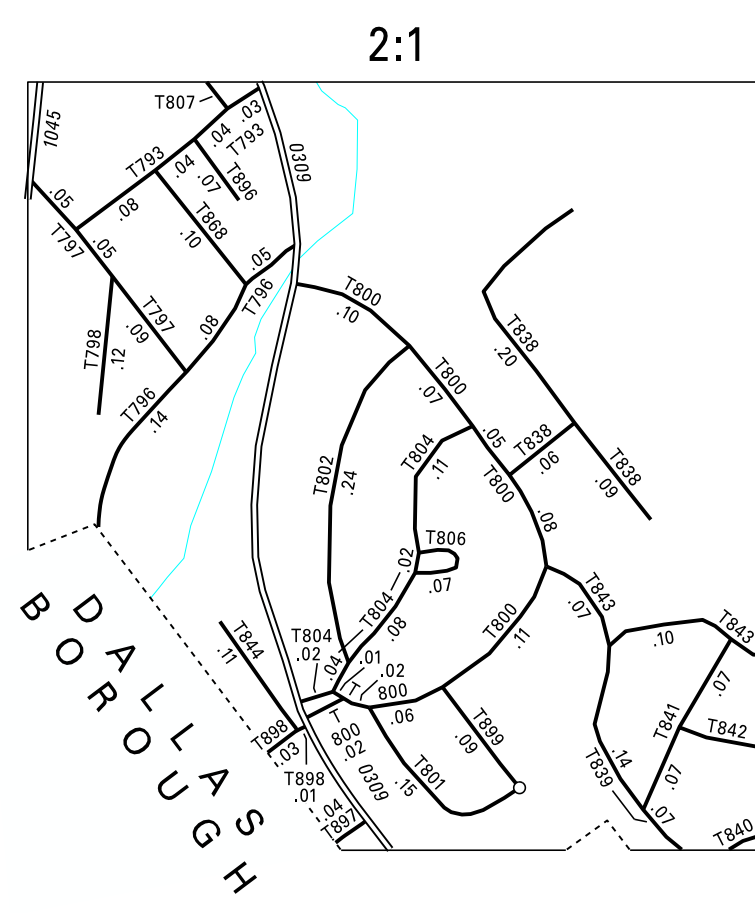 2:1
1045
T807
.03
.04
T793
T793
.04
.07
T896
0309
.05
.08
T797
.05
T868
.10
.05
T796
T797
.09
.08
T798
.12
T796
.14
T800
.10
T800
.07
T838
.20
.05
T838
.06
T838
.09
T800
T804
.11
T802
.24
.08
T806
.02
.07
T804
.08
T800
.11
T843
.07
.10
T843
T844
.11
T804
.02
.04
.01
.02
T
800
.06
T
800
.02
T899
.09
T801
.15
.07
T841
T842
.07
.14
T839
.07
T840
T898
.03
T898
.01
0309
.04
T897
DALLAS
BOROUGH